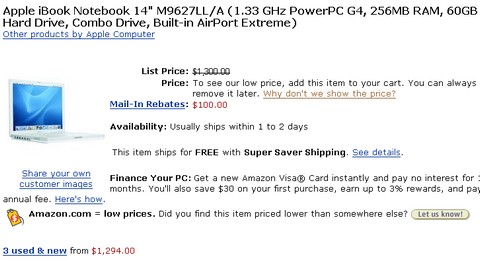 Apple iBook Notebook 14" M9627LL/A (1.33 GHz PowerPC G4, 256MB RAM, 60GB
Hard Drive, Combo Drive, Built-in AirPort Extreme)
Other products by Apple Computer
List Price: $1,300.00
Price: To see our low price, add this item to your cart. You can always
remove it later. Why don't we show the price?
Mail-In Rebates: $100.00
Availability: Usually ships within 1 to 2 days
This item ships for FREE with Super Saver Shipping. See details.
Share your own
customer images
Finance Your PC: Get a new Amazon Visa® Card instantly and pay no interest for
months. You'll also save $30 on your first purchase, earn up to 3% rewards, and pay
annual fee. Here's how.
Amazon.com = low prices. Did you find this item priced lower than somewhere else? Let us know!
3 used & new from $1,294.00